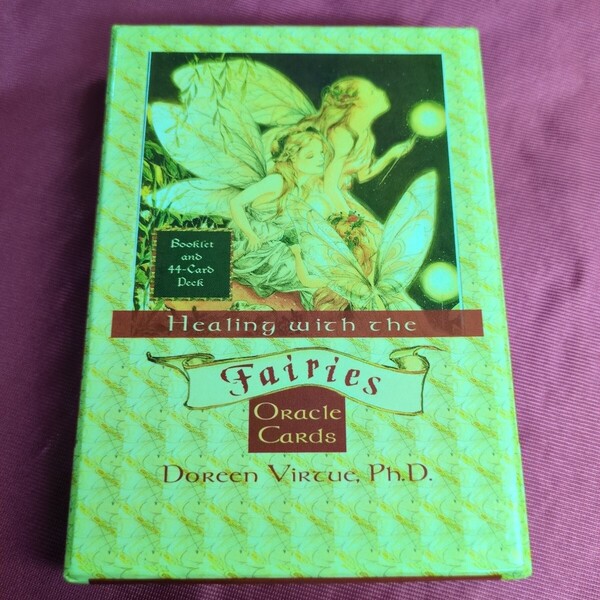 Booklet
and
44-Card
Deck
Healing with the
Fairies
Oracle
Cards
Doreen Virtue, Ph.D.